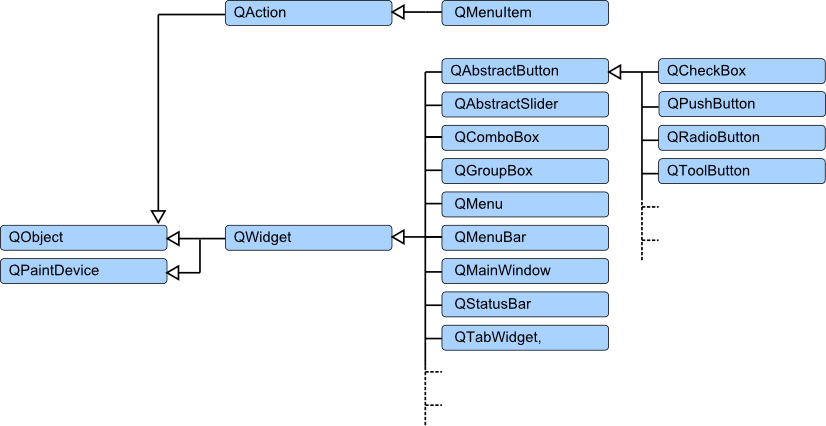 QAction
QMenuItem
QAbstractButton
QCheckBox
QAbstractSlider
QPushButton
QComboBox
QRadioButton
QGroupBox
QToolButton
QMenu
QObject
QWidget
QMenuBar
QPaintDevice
QMainWindow
QStatusBar
QTabWidget,